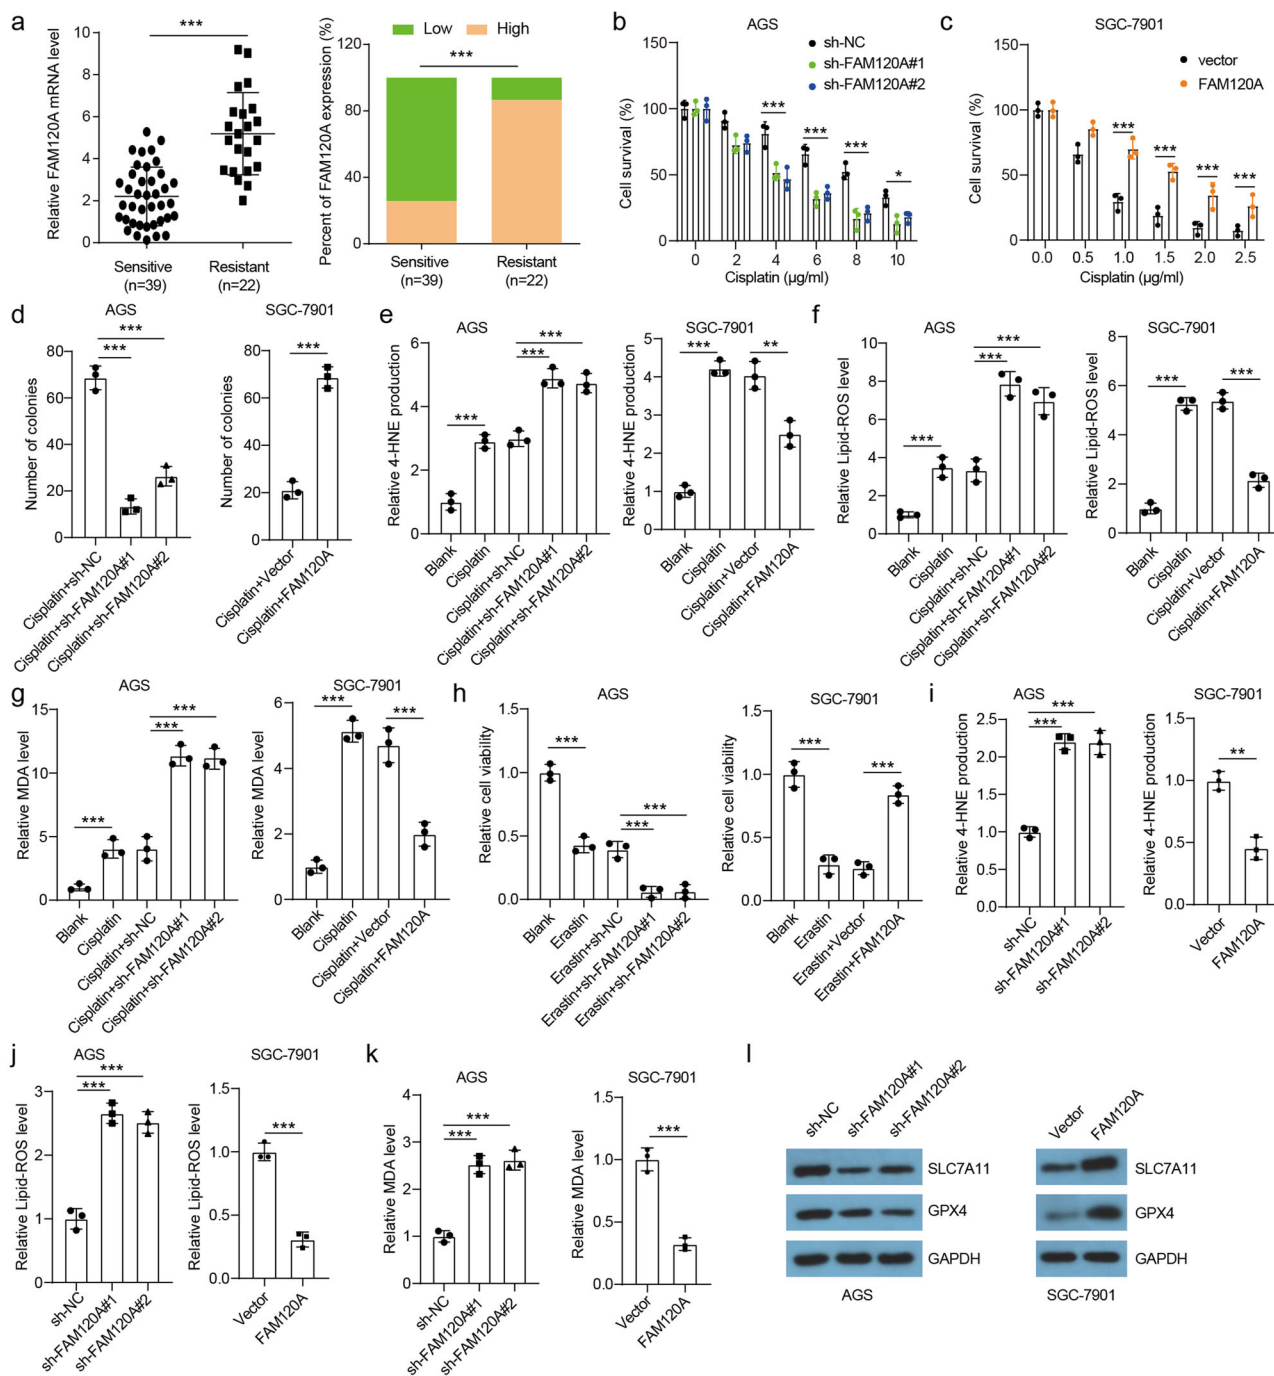 a
Relative FAM120A mRNA level
10
8
6
4
2
0
***
Sensitive
(n=39)
Resistant
(n=22)
Low
High
Percent of FAM120A expression (%)
120
80
40
0
***
Sensitive
(n=39)
Resistant
(n=22)
b
AGS
Cell survival (%)
150
100
50
0
sh-NC
sh-FAM120A#1
sh-FAM120A#2
***
***
***
*
0 2 4 6 8 10
Cisplatin (μg/ml)
c
SGC-7901
Cell survival (%)
150
100
50
0
vector
FAM120A
***
***
***
***
0.0 0.5 1.0 1.5 2.0 2.5
Cisplatin (μg/ml)
d
AGS
Number of colonies
80
60
40
20
0
***
***
Cisplatin+sh-NC
Cisplatin+sh-FAM120A#1
Cisplatin+sh-FAM120A#2
SGC-7901
Number of colonies
80
60
40
20
0
***
Cisplatin+Vector
Cisplatin+FAM120A
e
AGS
Relative 4-HNE production
6
4
2
0
***
***
***
Blank
Cisplatin
Cisplatin+sh-NC
Cisplatin+sh-FAM120A#1
Cisplatin+sh-FAM120A#2
SGC-7901
Relative 4-HNE production
5
4
3
2
1
0
***
**
Blank
Cisplatin
Cisplatin+Vector
Cisplatin+FAM120A
f
AGS
Relative Lipid-ROS level
10
8
6
4
2
0
***
***
***
Blank
Cisplatin
Cisplatin+sh-NC
Cisplatin+sh-FAM120A#1
Cisplatin+sh-FAM120A#2
SGC-7901
Relative Lipid-ROS level
8
6
4
2
0
***
***
Blank
Cisplatin
Cisplatin+Vector
Cisplatin+FAM120A
g
AGS
Relative MDA level
15
10
5
0
***
***
***
Blank
Cisplatin
Cisplatin+sh-NC
Cisplatin+sh-FAM120A#1
Cisplatin+sh-FAM120A#2
SGC-7901
Relative MDA level
6
4
2
0
***
***
Blank
Cisplatin
Cisplatin+Vector
Cisplatin+FAM120A
h
AGS
Relative cell viability
1.5
1.0
0.5
0.0
***
***
***
Blank
Erastin
Erastin+sh-NC
Erastin+sh-FAM120A#1
Erastin+sh-FAM120A#2
SGC-7901
Relative cell viability
1.5
1.0
0.5
0.0
***
***
Blank
Erastin
Erastin+Vector
Erastin+FAM120A
i
AGS
Relative 4-HNE production
2.5
2.0
1.5
1.0
0.5
0.0
***
***
sh-NC
sh-FAM120A#1
sh-FAM120A#2
SGC-7901
Relative 4-HNE production
1.5
1.0
0.5
0.0
**
Vector
FAM120A
j
AGS
Relative Lipid-ROS level
3
2
1
0
***
***
sh-NC
sh-FAM120A#1
sh-FAM120A#2
SGC-7901
Relative Lipid-ROS level
1.5
1.0
0.5
0.0
***
Vector
FAM120A
k
AGS
Relative MDA level
4
3
2
1
0
***
***
sh-NC
sh-FAM120A#1
sh-FAM120A#2
SGC-7901
Relative MDA level
1.5
1.0
0.5
0.0
***
Vector
FAM120A
l
sh-NC
sh-FAM120A#1
sh-FAM120A#2
SLC7A11
GPX4
GAPDH
AGS
Vector
FAM120A
SLC7A11
GPX4
GAPDH
SGC-7901